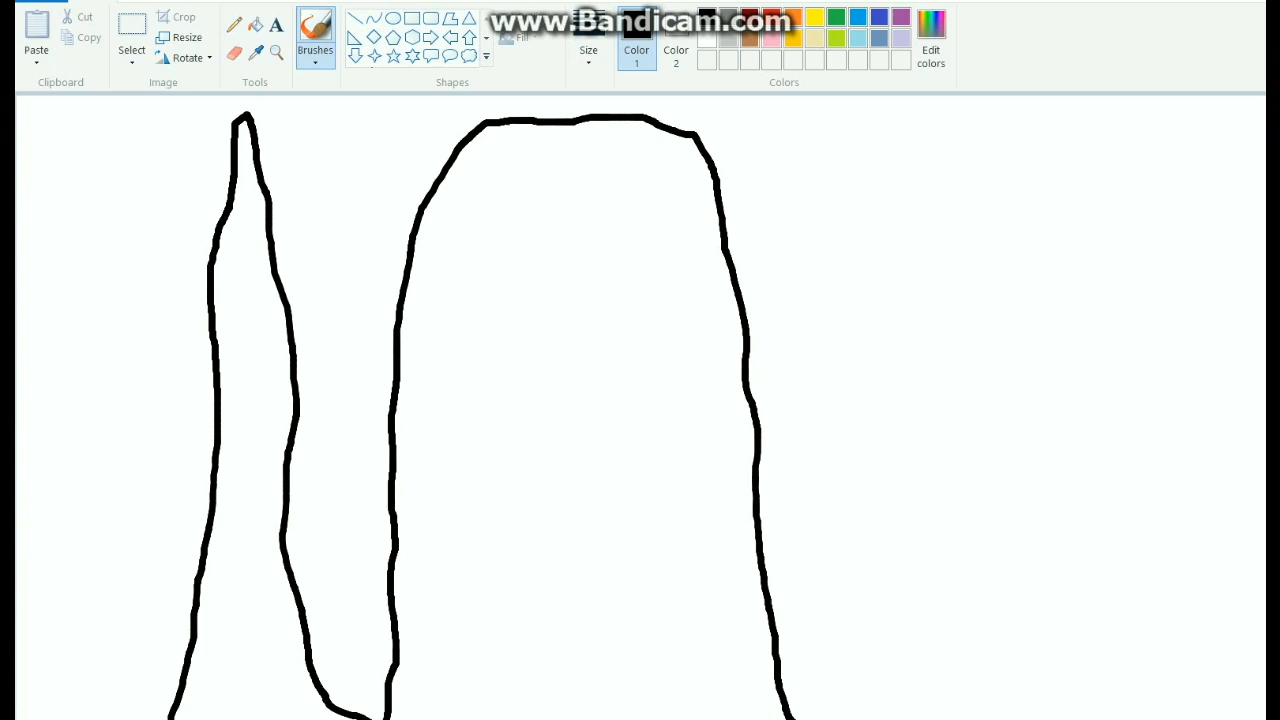 www.Bandicam.com
Paste
Cut
Copy
Clipboard
Select
Crop
Resize
Rotate
Image
A
Tools
Brushes
Fill
Shapes
Size
Color
1
Color
2
Edit
colors
Colors